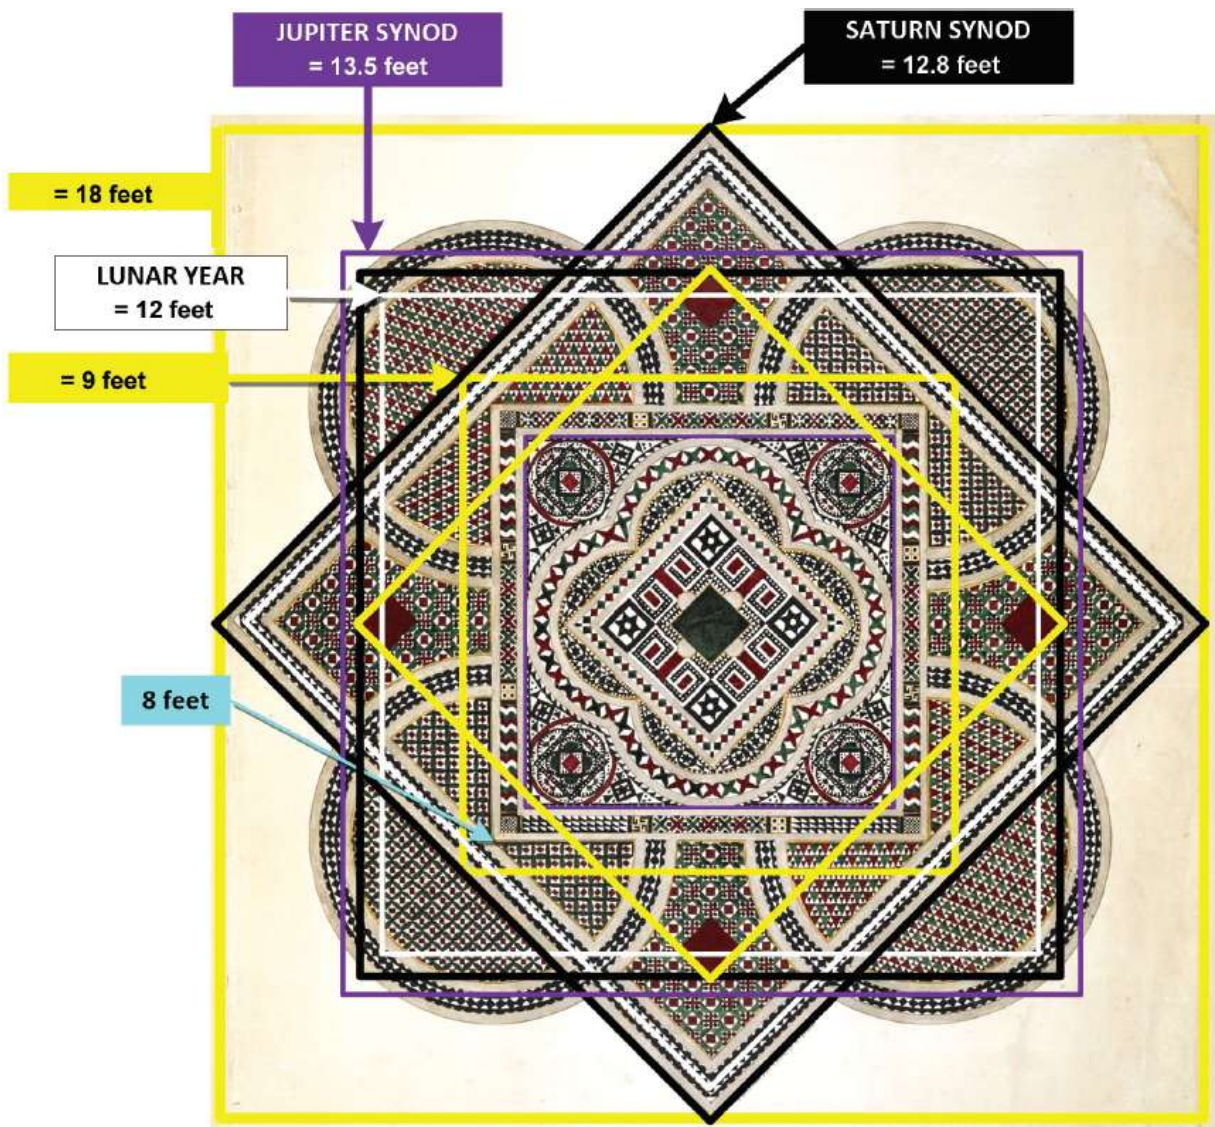 JUPITER SYNOD
= 13.5 feet
SATURN SYNOD
= 12.8 feet
= 18 feet
LUNAR YEAR
= 12 feet
= 9 feet
8 feet